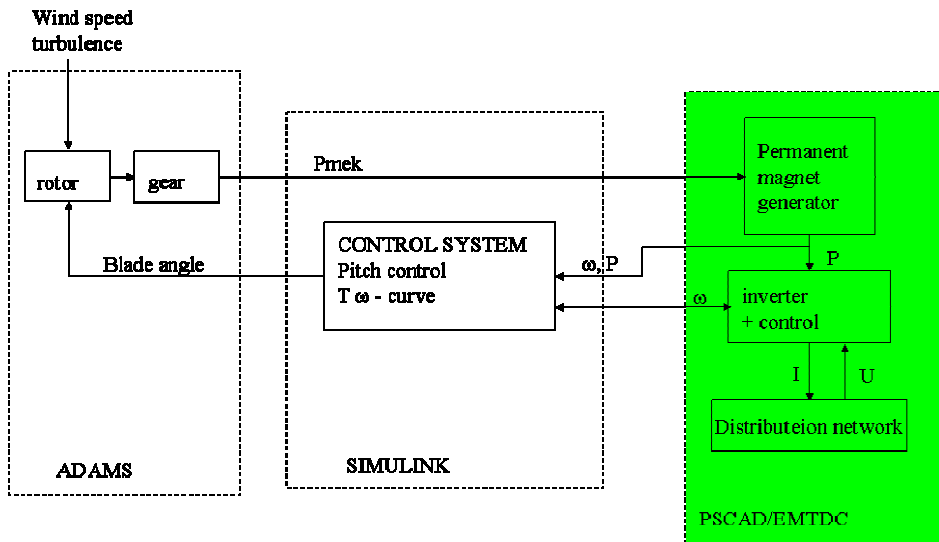 Wind speed
turbulence
rotor
gear
Pmek
Permanent
magnet
generator
CONTROL SYSTEM
Pitch control
T ω - curve
Blade angle
ω, P
P
ω
inverter
+ control
I
U
Distributeion network
ADAMS
SIMULINK
PSCAD/EMTDC